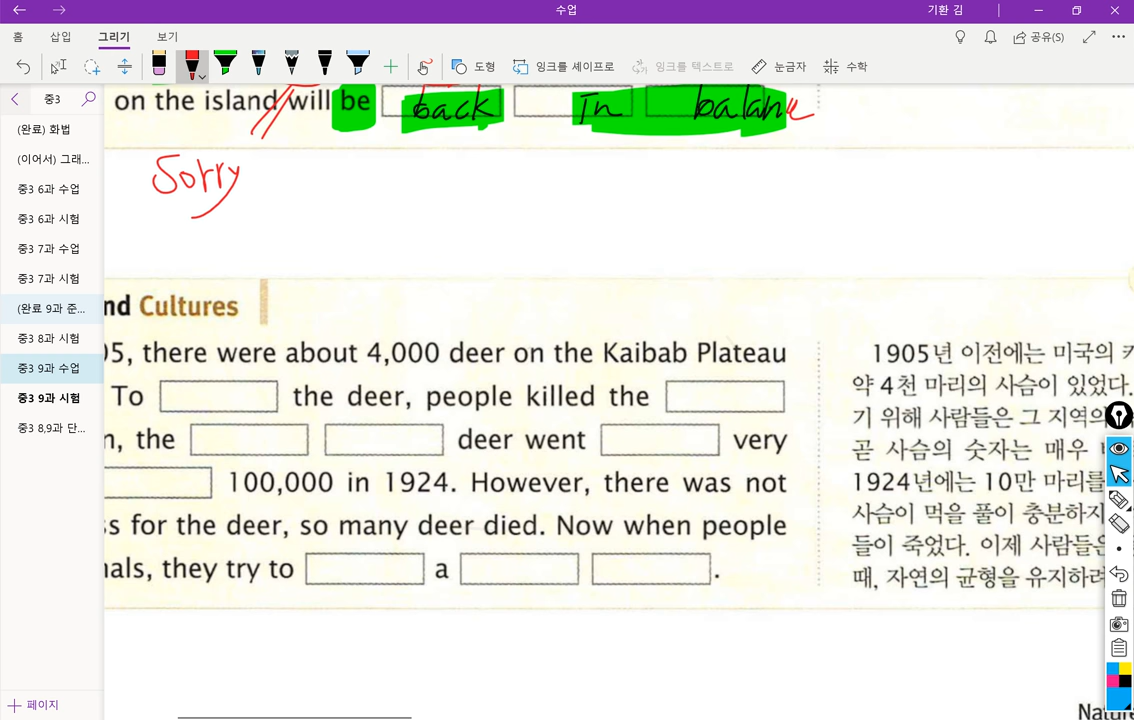 수업
기환 김
홈 삽입 그리기 보기
공유(S)
도형 잉크를 셰이프로 잉크를 텍스트로 눈금자 수학
중3
(완료) 화법
(이어서) 그래...
중3 6과 수업
중3 6과 시험
중3 7과 수업
중3 7과 시험
(완료 9과 준...
중3 8과 시험
중3 9과 수업
중3 9과 시험
중3 8,9과 단...
페이지
on the island will be back In balance
Sorry
nd Cultures
05, there were about 4,000 deer on the Kaibab Plateau
To the deer, people killed the
n, the deer went very
100,000 in 1924. However, there was not
ss for the deer, so many deer died. Now when people
nals, they try to a .
1905년 이전에는 미국의 카
약 4천 마리의 사슴이 있었다.
기 위해 사람들은 그 지역의
곧 사슴의 숫자는 매우
1924년에는 10만 마리를
사슴이 먹을 풀이 충분하지
들이 죽었다. 이제 사람들은
때, 자연의 균형을 유지하려
Nature